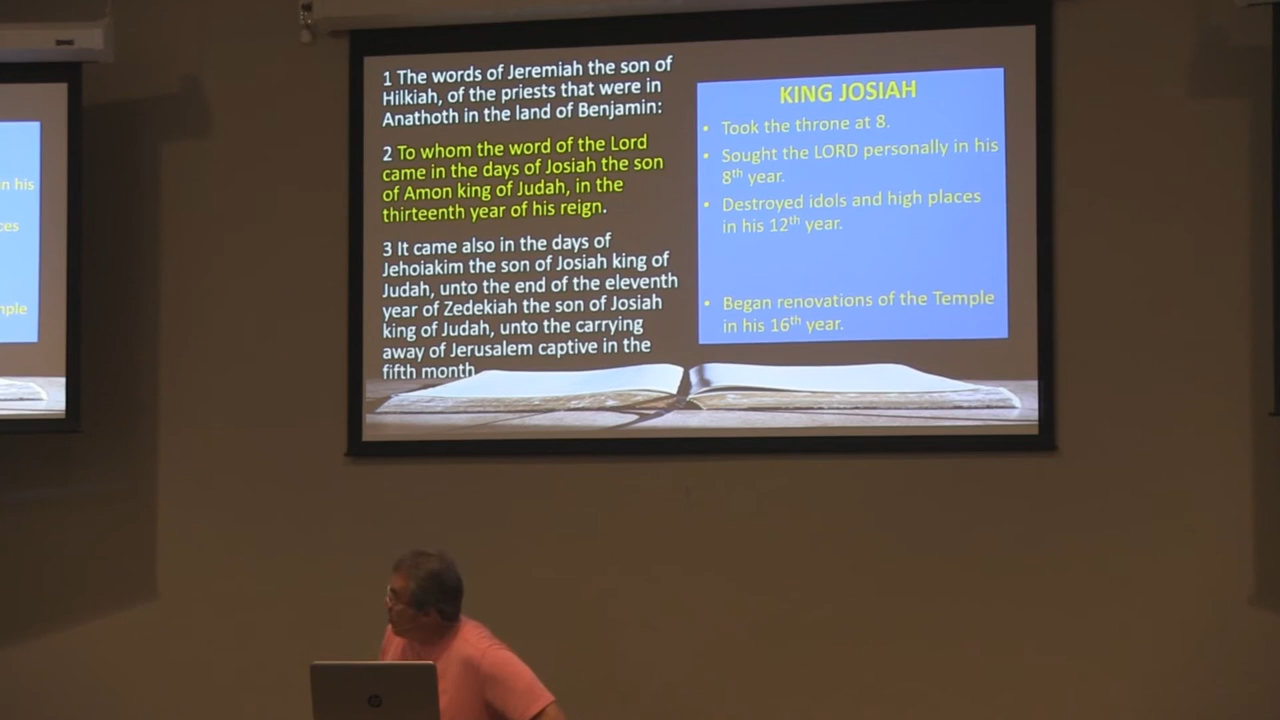 1 The words of Jeremiah the son of
Hilkiah, of the priests that were in
Anathoth in the land of Benjamin:
2 To whom the word of the Lord
came in the days of Josiah the son
of Amon king of Judah, in the
thirteenth year of his reign.
3 It came also in the days of
Jehoiakim the son of Josiah king of
Judah, unto the end of the eleventh
year of Zedekiah the son of Josiah
king of Judah, unto the carrying
away of Jerusalem captive in the
fifth month
KING JOSIAH
• Took the throne at 8.
• Sought the LORD personally in his
8th year.
• Destroyed idols and high places
in his 12th year.
• Began renovations of the Temple
in his 16th year.
n his
ces
nple
hp